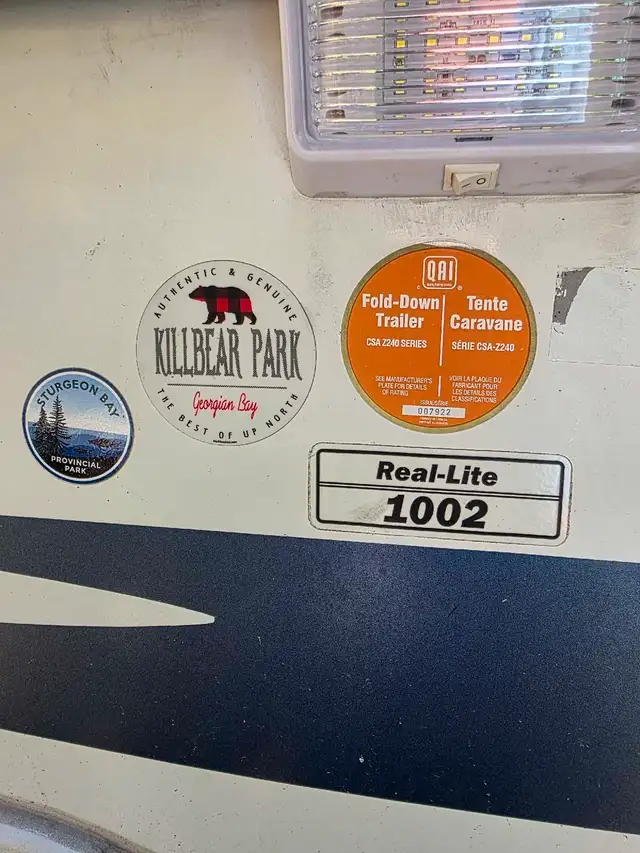 AUTHENTIC & GENUINE
KILLBEAR PARK
Georgian Bay
THE BEST OF UP NORTH
QAI
Fold-Down
Trailer
CSA Z240 SERIES
SEE MANUFACTURER'S
PLATE FOR DETAILS
OF RATING
Tente
Caravane
SÉRIE CSA-Z240
VOIR LA PLAQUE DU
FABRICANT POUR
LES DÉTAILS DES
CLASSIFICATIONS
007922
STURGEON BAY
PROVINCIAL
PARK
Real-Lite
1002